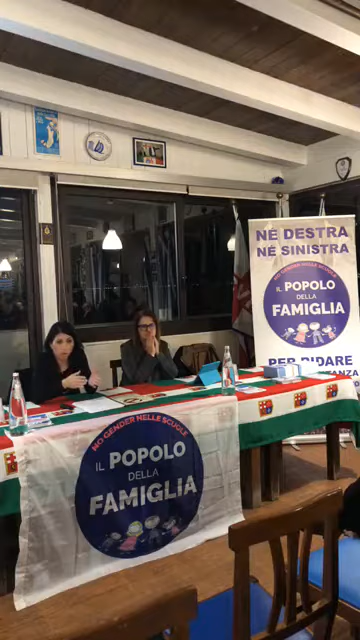 NÉ DESTRA
NÉ SINISTRA
IL POPOLO
DELLA
FAMIGLIA
PER RIDARE
NO GENDER NELLE SCUOLE
IL POPOLO
DELLA
FAMIGLIA